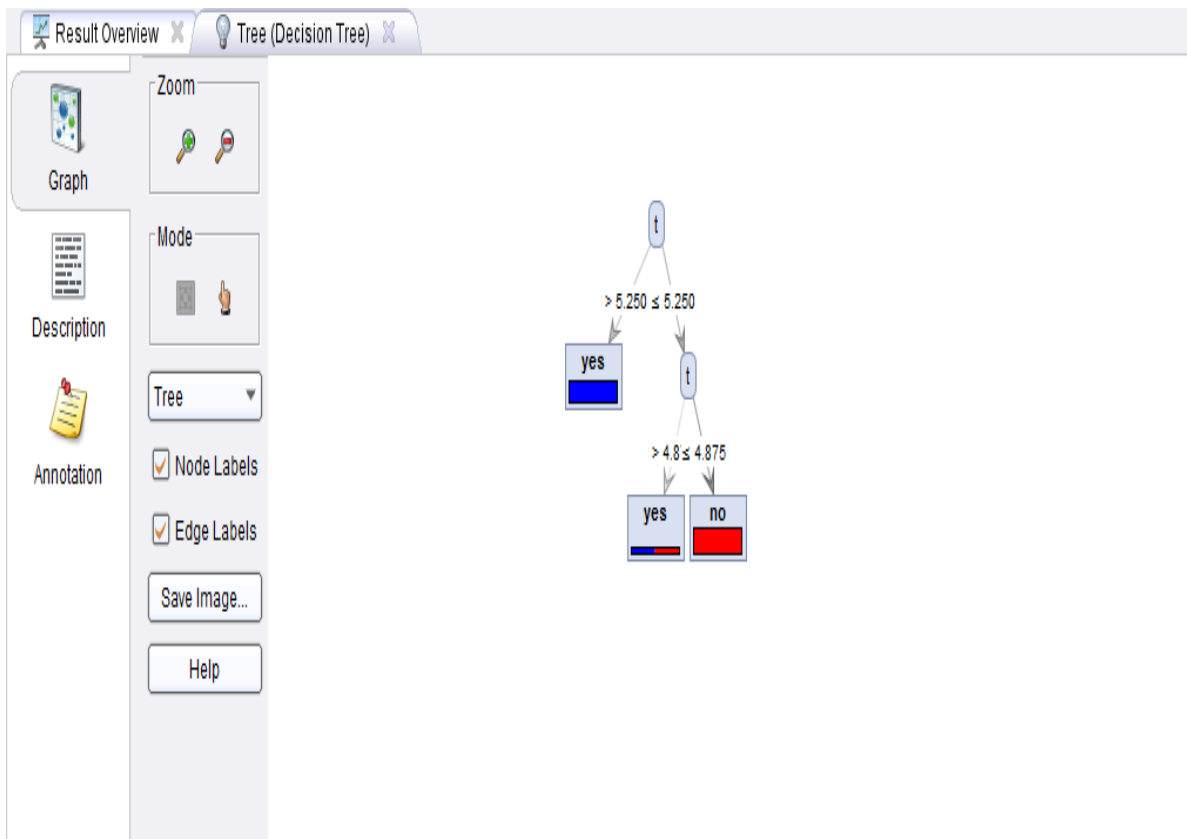 Result Overview
Tree (Decision Tree)
Graph
Description
Annotation
Zoom
Mode
Tree
Node Labels
Edge Labels
Save Image...
Help
t
> 5.250 ≤ 5.250
yes
t
> 4.8 ≤ 4.875
yes no